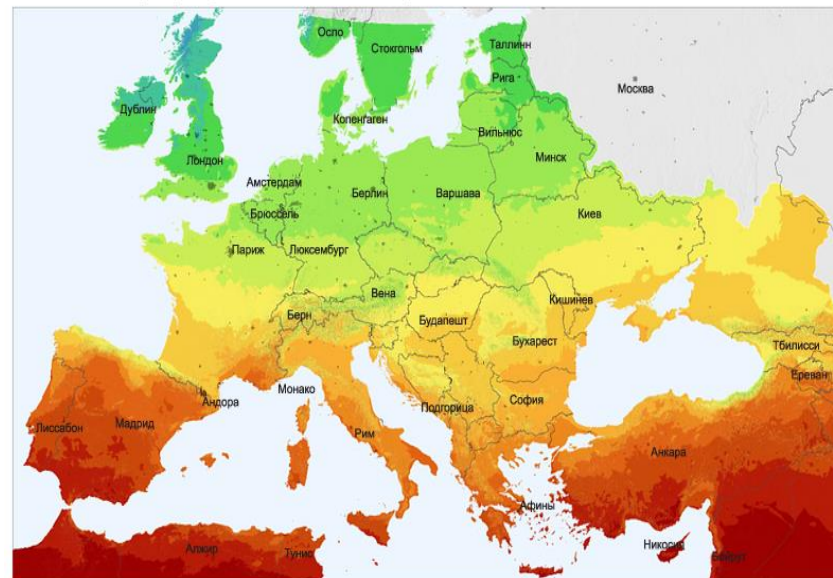 Осло
Стокгольм
Таллинн
Рига
Москва
Дублин
Копенгаген
Вильнюс
Минск
Лондон
Амстердам
Берлин
Варшава
Брюссель
Киев
Париж
Люксембург
Вена
Берн
Будапешт
Кишинев
Бухарест
Тбилиси
Ереван
Монако
Андора
Подгорица
София
Лиссабон
Мадрид
Рим
Анкара
Афины
Алжир
Тунис
Никосия
Бейрут